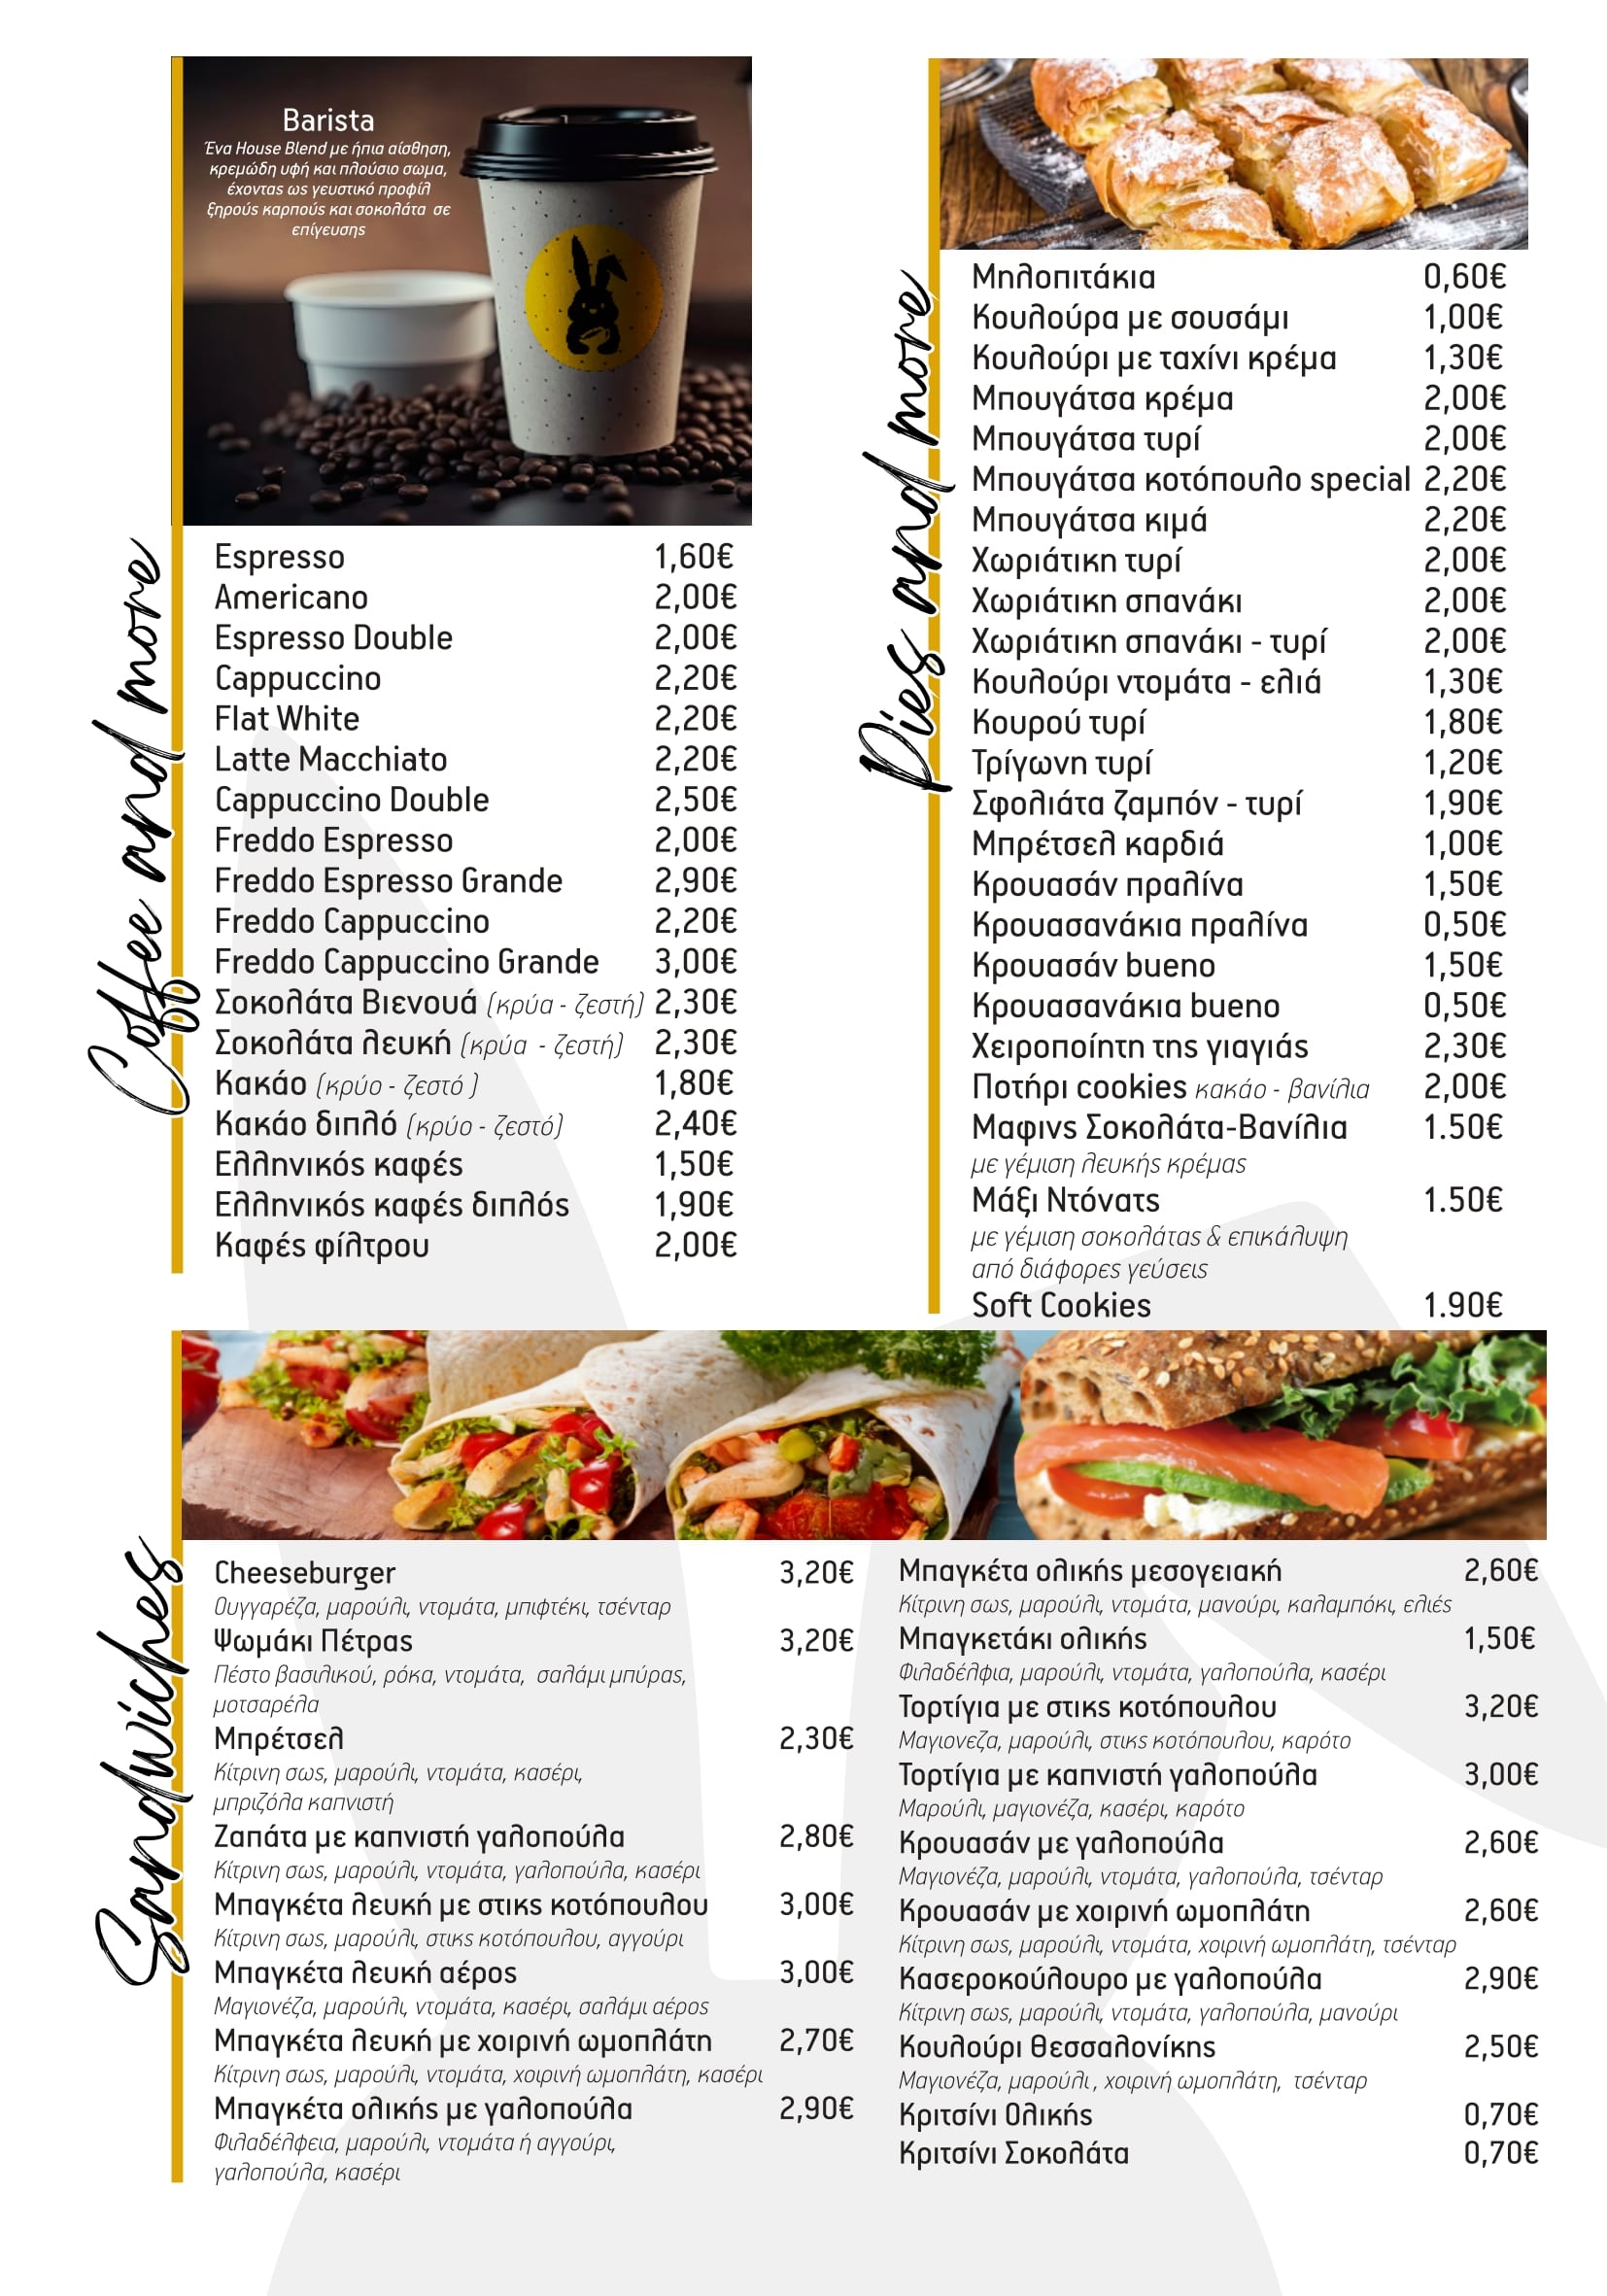 Barista
Ένα House Blend με ήπια αίσθηση,
κρεμώδη υφή και πλούσιο σωμα,
έχοντας ως γευστικό προφίλ
ξηρούς καρπούς και σοκολάτα σε
επίγευσης
Coffee and more
Espresso 1,60€
Americano 2,00€
Espresso Double 2,00€
Cappuccino 2,20€
Flat White 2,20€
Latte Macchiato 2,20€
Cappuccino Double 2,50€
Freddo Espresso 2,00€
Freddo Espresso Grande 2,90€
Freddo Cappuccino 2,20€
Freddo Cappuccino Grande 3,00€
Σοκολάτα Βιενουά (κρύα - ζεστή) 2,30€
Σοκολάτα λευκή (κρύα - ζεστή) 2,30€
Κακάο (κρύο - ζεστό ) 1,80€
Κακάο διπλό (κρύο - ζεστό) 2,40€
Ελληνικός καφές 1,50€
Ελληνικός καφές διπλός 1,90€
Καφές φίλτρου 2,00€
Pies and more
Μηλοπιτάκια 0,60€
Κουλούρα με σουσάμι 1,00€
Κουλούρι με ταχίνι κρέμα 1,30€
Μπουγάτσα κρέμα 2,00€
Μπουγάτσα τυρί 2,00€
Μπουγάτσα κοτόπουλο special 2,20€
Μπουγάτσα κιμά 2,20€
Χωριάτικη τυρί 2,00€
Χωριάτικη σπανάκι 2,00€
Χωριάτικη σπανάκι - τυρί 2,00€
Κουλούρι ντομάτα - ελιά 1,30€
Κουρού τυρί 1,80€
Τρίγωνη τυρί 1,20€
Σφολιάτα ζαμπόν - τυρί 1,90€
Μπρέτσελ καρδιά 1,00€
Κρουασάν πραλίνα 1,50€
Κρουασανάκια πραλίνα 0,50€
Κρουασάν bueno 1,50€
Κρουασανάκια bueno 0,50€
Χειροποίητη της γιαγιάς 2,30€
Ποτήρι cookies κακάο - βανίλια 2,00€
Μαφινς Σοκολάτα-Βανίλια 1.50€
με γέμιση λευκής κρέμας
Μάξι Ντόνατς 1.50€
με γέμιση σοκολάτας & επικάλυψη
από διάφορες γεύσεις
Soft Cookies 1.90€
Sandwiches
Cheeseburger 3,20€
Ουγγαρέζα, μαρούλι, ντομάτα, μπιφτέκι, τσένταρ
Ψωμάκι Πέτρας 3,20€
Πέστο βασιλικού, ρόκα, ντομάτα, σαλάμι μπύρας,
μοτσαρέλα
Μπρέτσελ 2,30€
Κίτρινη σως, μαρούλι, ντομάτα, κασέρι,
μπριζόλα καπνιστή
Ζαπάτα με καπνιστή γαλοπούλα 2,80€
Κίτρινη σως, μαρούλι, ντομάτα, γαλοπούλα, κασέρι
Μπαγκέτα λευκή με στικς κοτόπουλου 3,00€
Κίτρινη σως, μαρούλι, στικς κοτόπουλου, αγγούρι
Μπαγκέτα λευκή αέρος 3,00€
Μαγιονέζα, μαρούλι, ντομάτα, κασέρι, σαλάμι αέρος
Μπαγκέτα λευκή με χοιρινή ωμοπλάτη 2,70€
Κίτρινη σως, μαρούλι, ντομάτα, χοιρινή ωμοπλάτη, κασέρι
Μπαγκέτα ολικής με γαλοπούλα 2,90€
Φιλαδέλφεια, μαρούλι, ντομάτα ή αγγούρι,
γαλοπούλα, κασέρι
Μπαγκέτα ολικής μεσογειακή 2,60€
Κίτρινη σως, μαρούλι, ντομάτα, μανούρι, καλαμπόκι, ελιές
Μπαγκετάκι ολικής 1,50€
Φιλαδέλφια, μαρούλι, ντομάτα, γαλοπούλα, κασέρι
Τορτίγια με στικς κοτόπουλου 3,20€
Μαγιονεζα, μαρούλι, στικς κοτόπουλου, καρότο
Τορτίγια με καπνιστή γαλοπούλα 3,00€
Μαρούλι, μαγιονέζα, κασέρι, καρότο
Κρουασάν με γαλοπούλα 2,60€
Μαγιονέζα, μαρούλι, ντομάτα, γαλοπούλα, τσένταρ
Κρουασάν με χοιρινή ωμοπλάτη 2,60€
Κίτρινη σως, μαρούλι, ντομάτα, χοιρινή ωμοπλάτη, τσένταρ
Κασεροκούλουρο με γαλοπούλα 2,90€
Κίτρινη σως, μαρούλι, ντομάτα, γαλοπούλα, μανούρι
Κουλούρι Θεσσαλονίκης 2,50€
Μαγιονέζα, μαρούλι , χοιρινή ωμοπλάτη, τσένταρ
Κριτσίνι Ολικής 0,70€
Κριτσίνι Σοκολάτα 0,70€